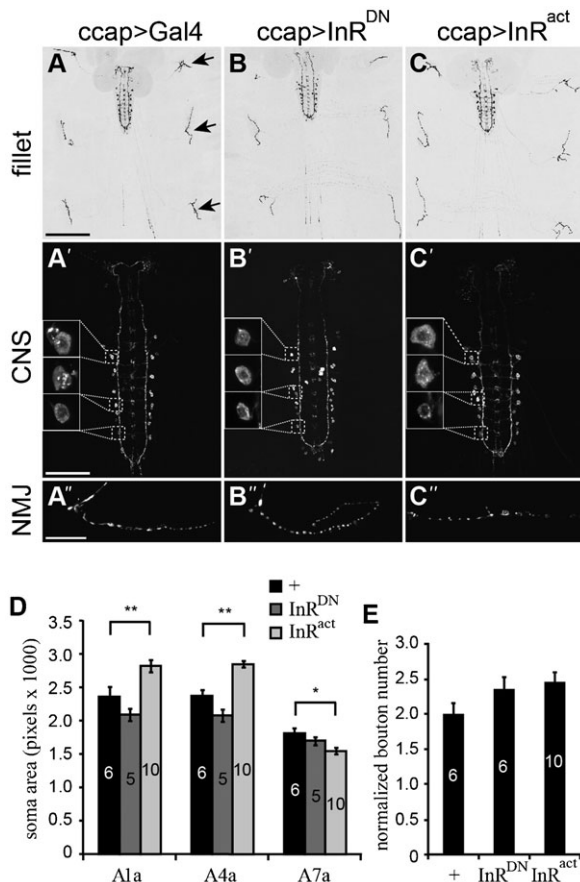 ccap>Gal4 ccap>InR^DN ccap>InR^act
fillet
A B C
CNS
A' B' C'
NMJ
A'' B'' C''
D
+
InR^DN
InR^act
soma area (pixels x 1000)
3.5
3.0
2.5
2.0
1.5
1.0
0.5
0
** ** *
6 5 10 6 5 10 6 5 10
A1a A4a A7a
E
normalized bouton number
3.0
2.5
2.0
1.5
1.0
0.5
0.0
6 6 10
+ InR^DN InR^act